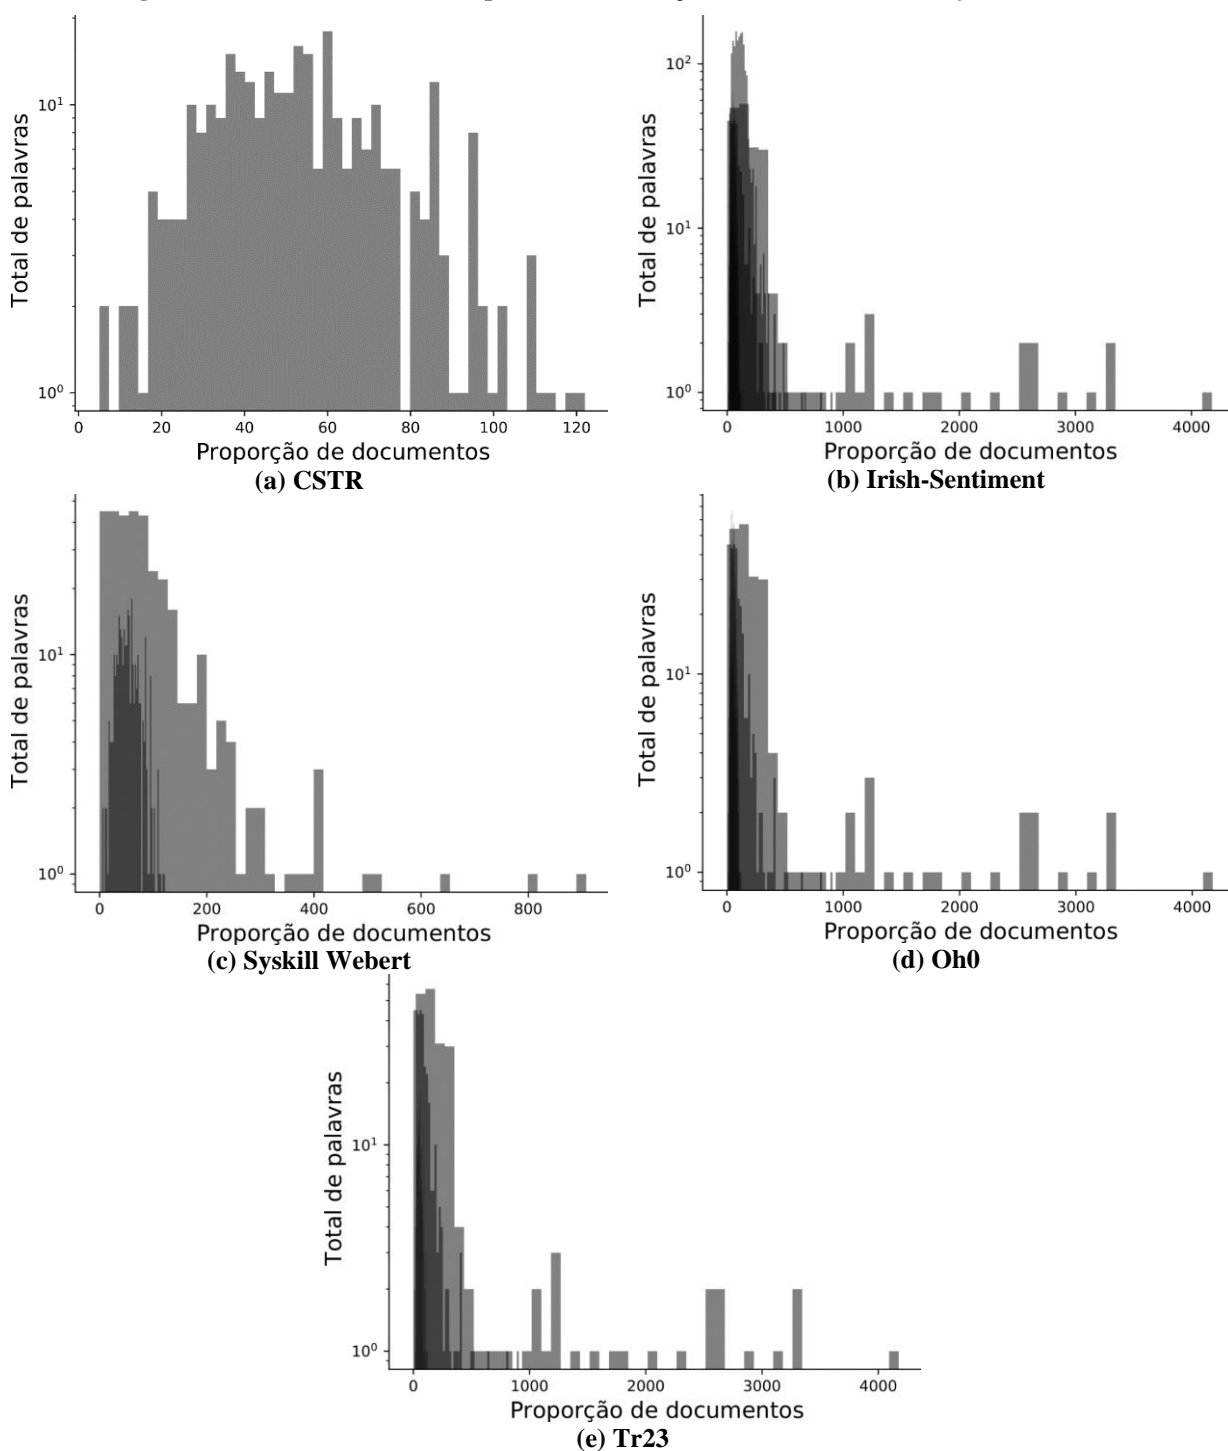 10¹
10⁰
Total de palavras
0 20 40 60 80 100 120
Proporção de documentos
(a) CSTR
10²
10¹
10⁰
Total de palavras
0 1000 2000 3000 4000
Proporção de documentos
(b) Irish-Sentiment
10¹
10⁰
Total de palavras
0 200 400 600 800
Proporção de documentos
(c) Syskill Webert
10¹
10⁰
Total de palavras
0 1000 2000 3000 4000
Proporção de documentos
(d) Oh0
10¹
10⁰
Total de palavras
0 1000 2000 3000 4000
Proporção de documentos
(e) Tr23